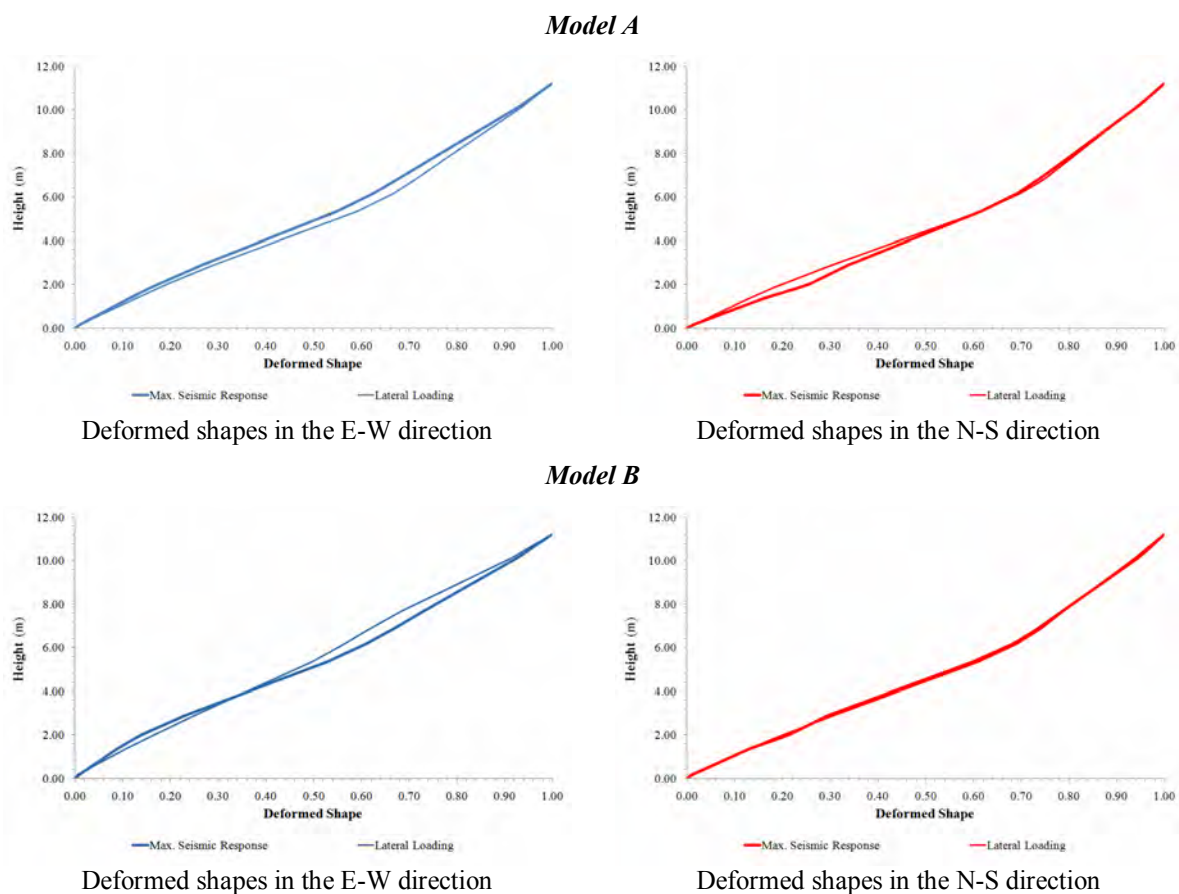 Model A
12.00
10.00
8.00
6.00
4.00
2.00
0.00
Height (m)
0.00 0.10 0.20 0.30 0.40 0.50 0.60 0.70 0.80 0.90 1.00
Deformed Shape
Max. Seismic Response Lateral Loading
Deformed shapes in the E-W direction
12.00
10.00
8.00
6.00
4.00
2.00
0.00
Height (m)
0.00 0.10 0.20 0.30 0.40 0.50 0.60 0.70 0.80 0.90 1.00
Deformed Shape
Max. Seismic Response Lateral Loading
Deformed shapes in the N-S direction
Model B
12.00
10.00
8.00
6.00
4.00
2.00
0.00
Height (m)
0.00 0.10 0.20 0.30 0.40 0.50 0.60 0.70 0.80 0.90 1.00
Deformed Shape
Max. Seismic Response Lateral Loading
Deformed shapes in the E-W direction
12.00
10.00
8.00
6.00
4.00
2.00
0.00
Height (m)
0.00 0.10 0.20 0.30 0.40 0.50 0.60 0.70 0.80 0.90 1.00
Deformed Shape
Max. Seismic Response Lateral Loading
Deformed shapes in the N-S direction